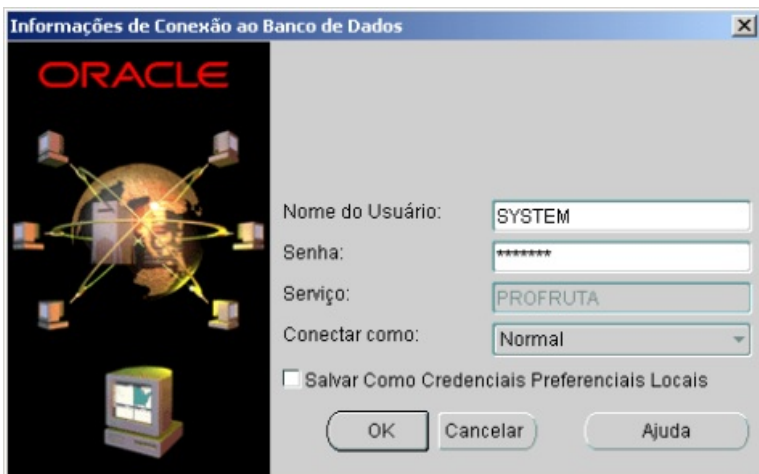 Informações de Conexão ao Banco de Dados
ORACLE
Nome do Usuário: SYSTEM
Senha: *******
Serviço: PROFRUTA
Conectar como: Normal
Salvar Como Credenciais Preferenciais Locais
OK Cancelar Ajuda